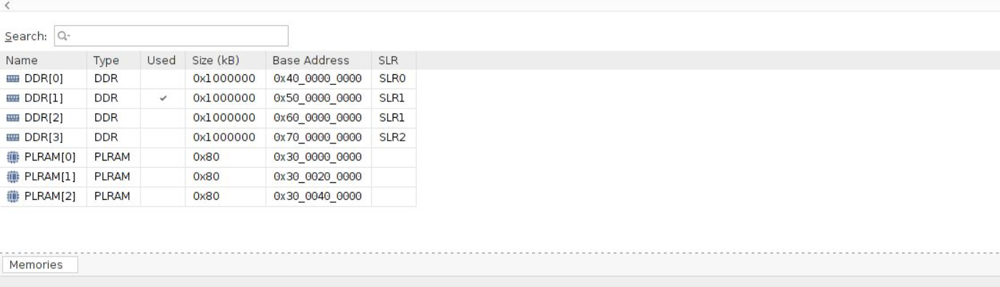 Search:
Name Type Used Size (kB) Base Address SLR
DDR[0] DDR 0x1000000 0x40_0000_0000 SLR0
DDR[1] DDR ✓ 0x1000000 0x50_0000_0000 SLR1
DDR[2] DDR 0x1000000 0x60_0000_0000 SLR1
DDR[3] DDR 0x1000000 0x70_0000_0000 SLR2
PLRAM[0] PLRAM 0x80 0x30_0000_0000
PLRAM[1] PLRAM 0x80 0x30_0020_0000
PLRAM[2] PLRAM 0x80 0x30_0040_0000
Memories